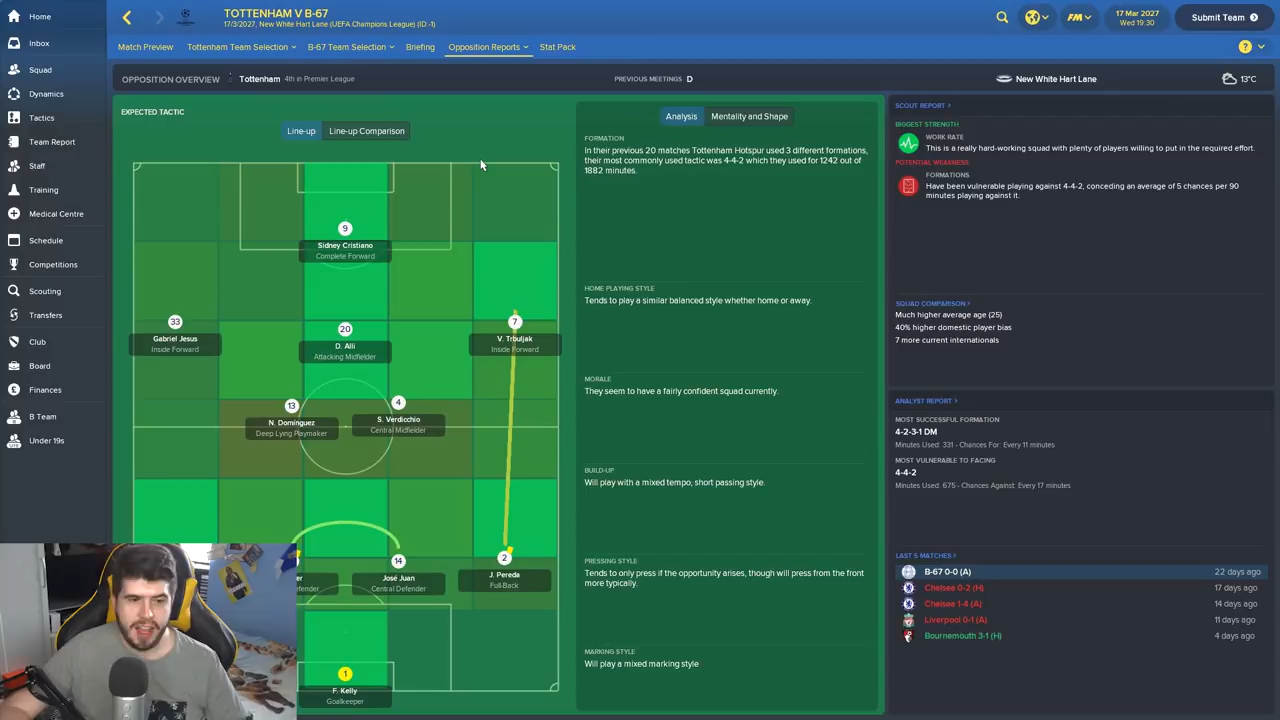 Home
Inbox
Squad
Dynamics
Tactics
Team Report
Staff
Training
Medical Centre
Schedule
Competitions
Scouting
Transfers
Club
Board
Finances
B Team
Under 19s
TOTTENHAM V B-67
17/3/2027, New White Hart Lane (UEFA Champions League) (ID:-1)
FM
17 Mar 2027
Wed 19:30
Submit Team
Match Preview
Tottenham Team Selection
B-67 Team Selection
Briefing
Opposition Reports
Stat Pack
?
OPPOSITION OVERVIEW
Tottenham 4th in Premier League
PREVIOUS MEETINGS D
New White Hart Lane
13°C
EXPECTED TACTIC
Line-up
Line-up Comparison
9
Sidney Cristiano
Complete Forward
33
Gabriel Jesus
Inside Forward
20
D. Alli
Attacking Midfielder
7
V. Trbuljak
Inside Forward
13
N. Domínguez
Deep Lying Playmaker
4
S. Verdicchio
Central Midfielder
14
José Juan
Central Defender
2
J. Pereda
Full-Back
1
F. Kelly
Goalkeeper
Analysis
Mentality and Shape
FORMATION
In their previous 20 matches Tottenham Hotspur used 3 different formations,
their most commonly used tactic was 4-4-2 which they used for 1242 out of
1882 minutes.
HOME PLAYING STYLE
Tends to play a similar balanced style whether home or away.
MORALE
They seem to have a fairly confident squad currently.
BUILD-UP
Will play with a mixed tempo, short passing style.
PRESSING STYLE
Tends to only press if the opportunity arises, though will press from the front
more typically.
MARKING STYLE
Will play a mixed marking style
SCOUT REPORT >
BIGGEST STRENGTH
WORK RATE
This is a really hard-working squad with plenty of players willing to put in the required effort.
POTENTIAL WEAKNESS
FORMATIONS
Have been vulnerable playing against 4-4-2, conceding an average of 5 chances per 90
minutes playing against it.
SQUAD COMPARISON >
Much higher average age (25)
40% higher domestic player bias
7 more current internationals
ANALYST REPORT >
MOST SUCCESSFUL FORMATION
4-2-3-1 DM
Minutes Used: 331 - Chances For: Every 11 minutes
MOST VULNERABLE TO FACING
4-4-2
Minutes Used: 675 - Chances Against: Every 17 minutes
LAST 5 MATCHES >
B-67 0-0 (A) 22 days ago
Chelsea 0-2 (H) 17 days ago
Chelsea 1-4 (A) 14 days ago
Liverpool 0-1 (A) 11 days ago
Bournemouth 3-1 (H) 4 days ago